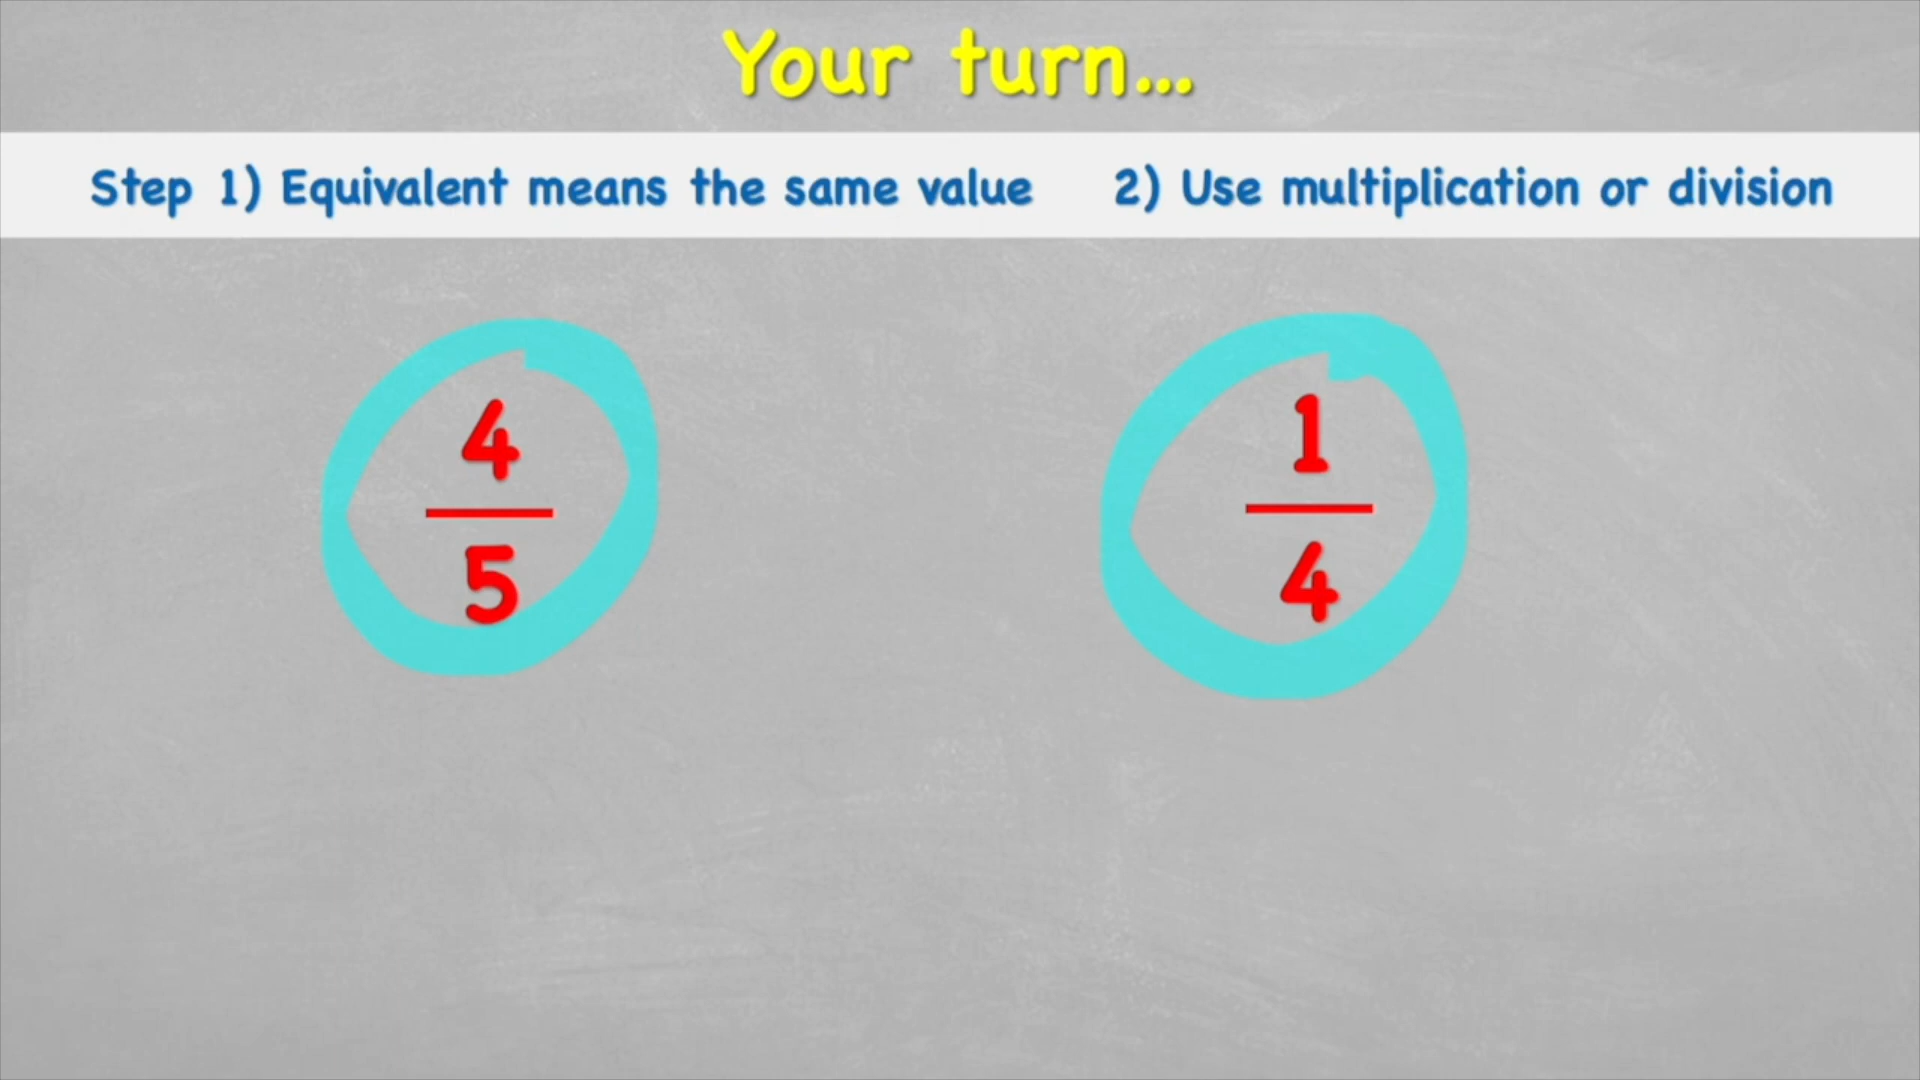 Your turn...
Step 1) Equivalent means the same value 2) Use multiplication or division
4
5
1
4